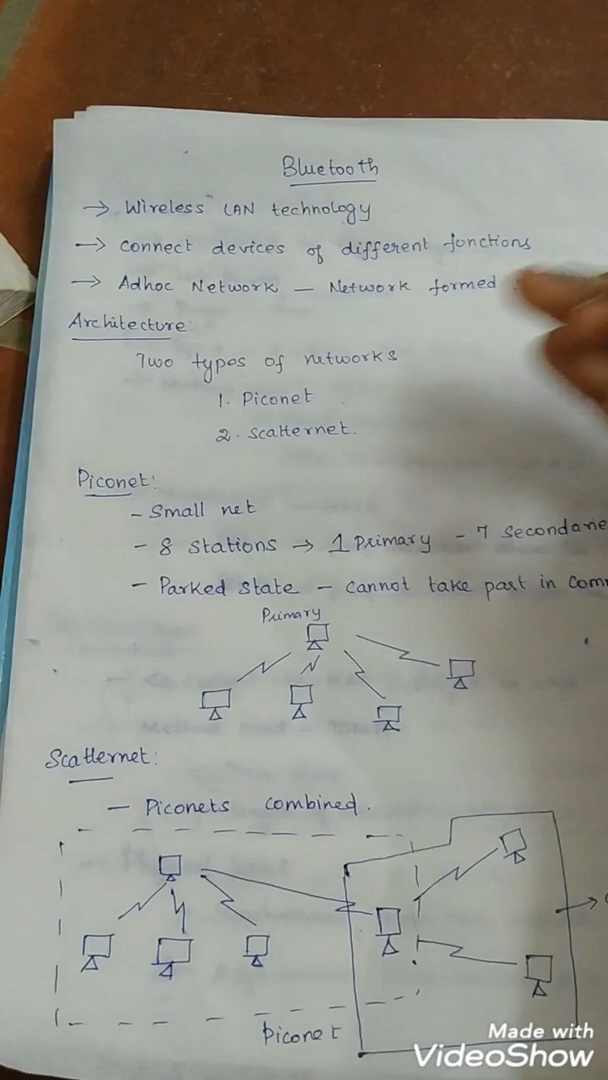 Bluetooth
→ Wireless LAN technology
→ Connect devices of different functions
→ Adhoc Network — Network formed
Architecture:
Two types of networks
1. Piconet
2. Scatternet.
Piconet:
- Small net
- 8 stations → 1 Primary - 7 Secondarie
- Parked state - cannot take part in com
Primary
Scatternet:
- Piconets combined.
Piconet
Made with
VideoShow